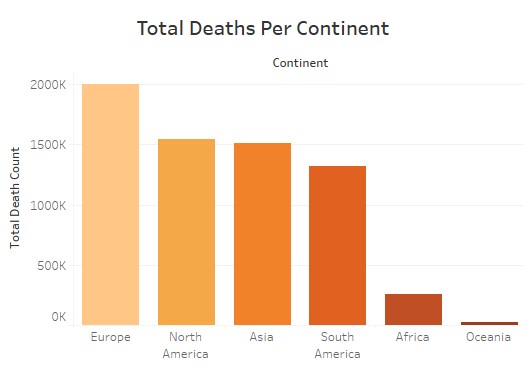 Total Deaths Per Continent
Continent
2000K
1500K
1000K
500K
0K
Total Death Count
Europe
North
America
Asia
South
America
Africa
Oceania